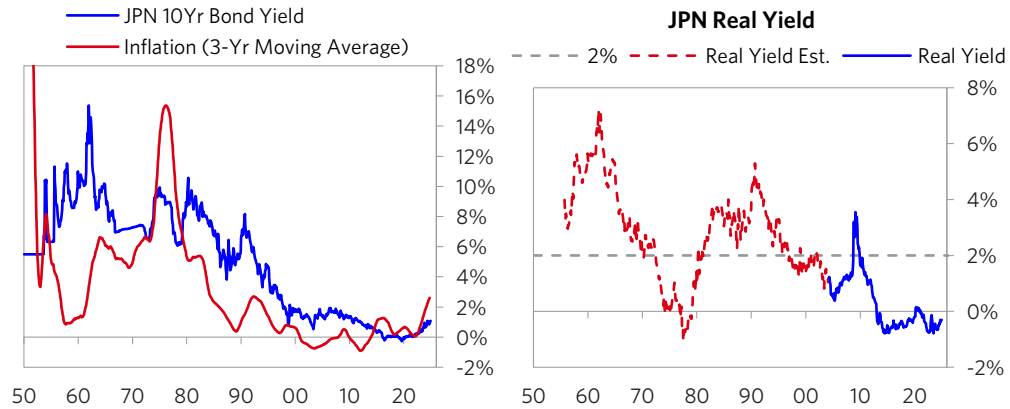 JPN 10Yr Bond Yield
Inflation (3-Yr Moving Average)
18%
16%
14%
12%
10%
8%
6%
4%
2%
0%
-2%
50 60 70 80 90 00 10 20
JPN Real Yield
2% Real Yield Est. Real Yield
8%
6%
4%
2%
0%
-2%
50 60 70 80 90 00 10 20